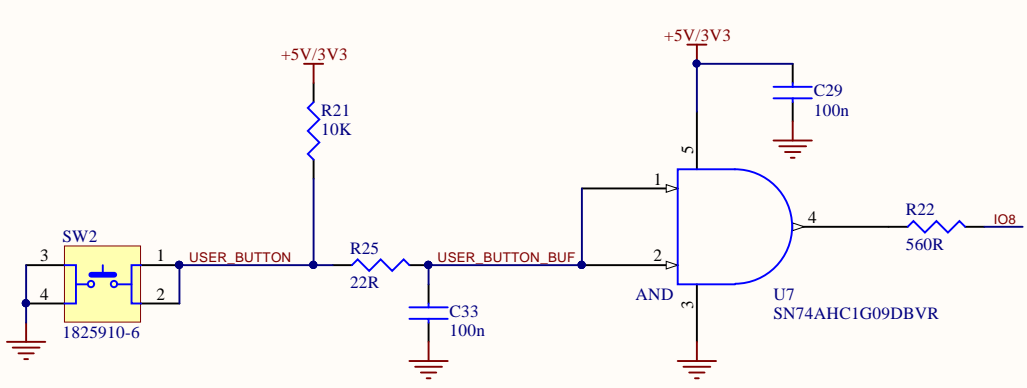 +5V/3V3
+5V/3V3
R21
10K
C29
100n
5
1
SW2
3
4
1
2
1825910-6
USER_BUTTON
R25
22R
USER_BUTTON_BUF
C33
100n
2
AND
3
4
U7
SN74AHC1G09DBVR
R22
560R
IO8